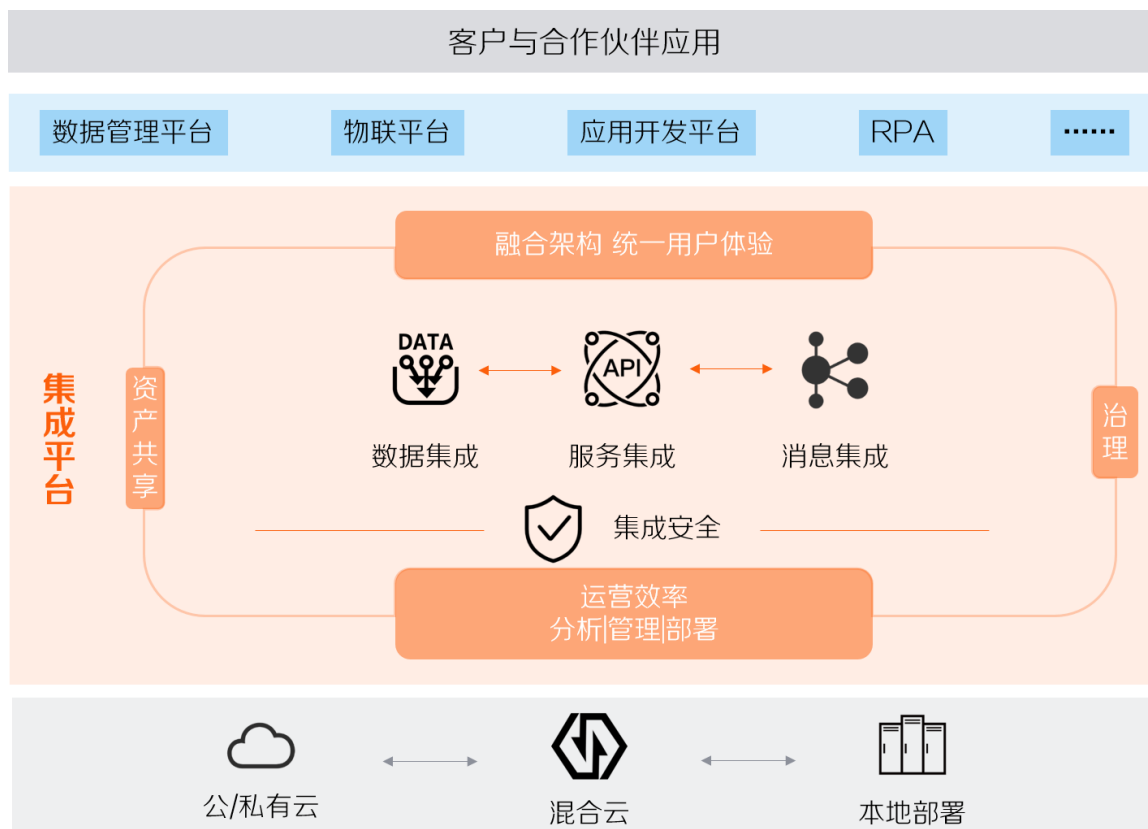 客户与合作伙伴应用
数据管理平台
物联平台
应用开发平台
RPA
······
融合架构 统一用户体验
集成平台
资产共享
DATA
API
数据集成
服务集成
消息集成
治理
集成安全
运营效率
分析|管理|部署
公/私有云
混合云
本地部署